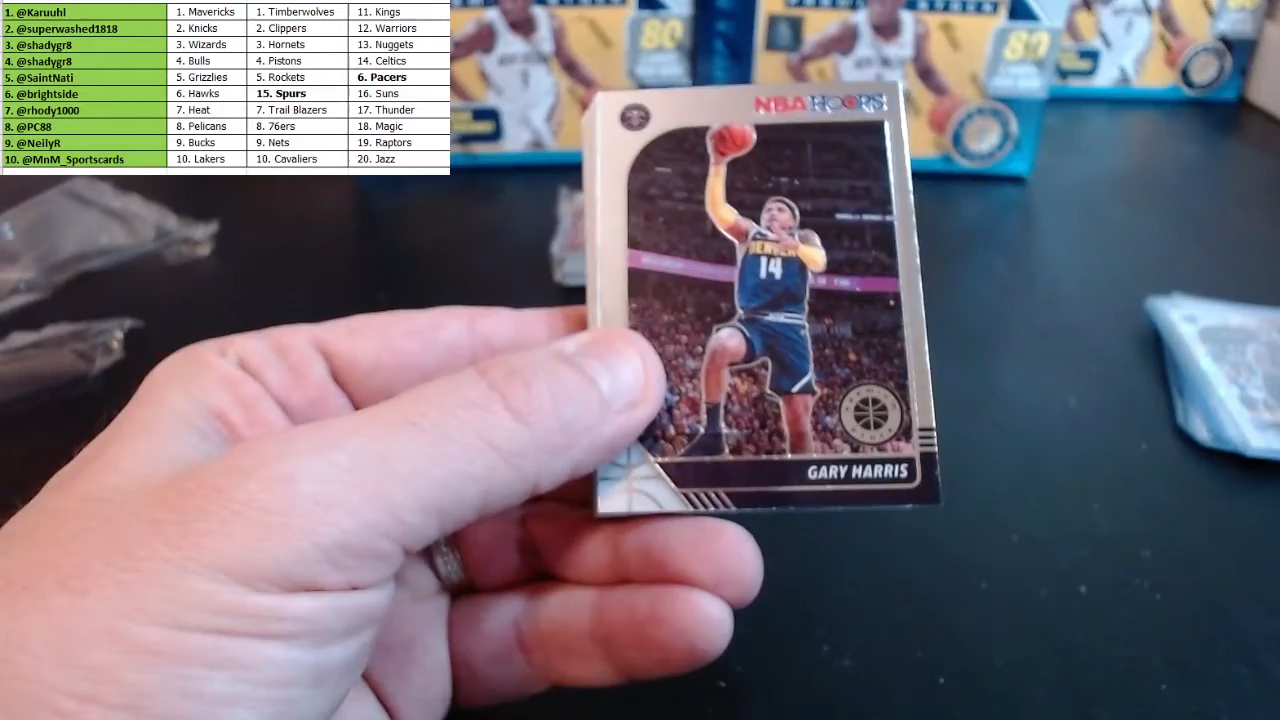 1. @Karuuhl 1. Mavericks 1. Timberwolves 11. Kings
2. @superwashed1818 2. Knicks 2. Clippers 12. Warriors
3. @shadygr8 3. Wizards 3. Hornets 13. Nuggets
4. @shadygr8 4. Bulls 4. Pistons 14. Celtics
5. @SaintNati 5. Grizzlies 5. Rockets 6. Pacers
6. @brightside 6. Hawks 15. Spurs 16. Suns
7. @rhody1000 7. Heat 7. Trail Blazers 17. Thunder
8. @PC88 8. Pelicans 8. 76ers 18. Magic
9. @NeilyR 9. Bucks 9. Nets 19. Raptors
10. @MnM_Sportscards 10. Lakers 10. Cavaliers 20. Jazz
80
80
80
NBA HOOPS
DENVER
14
GARY HARRIS